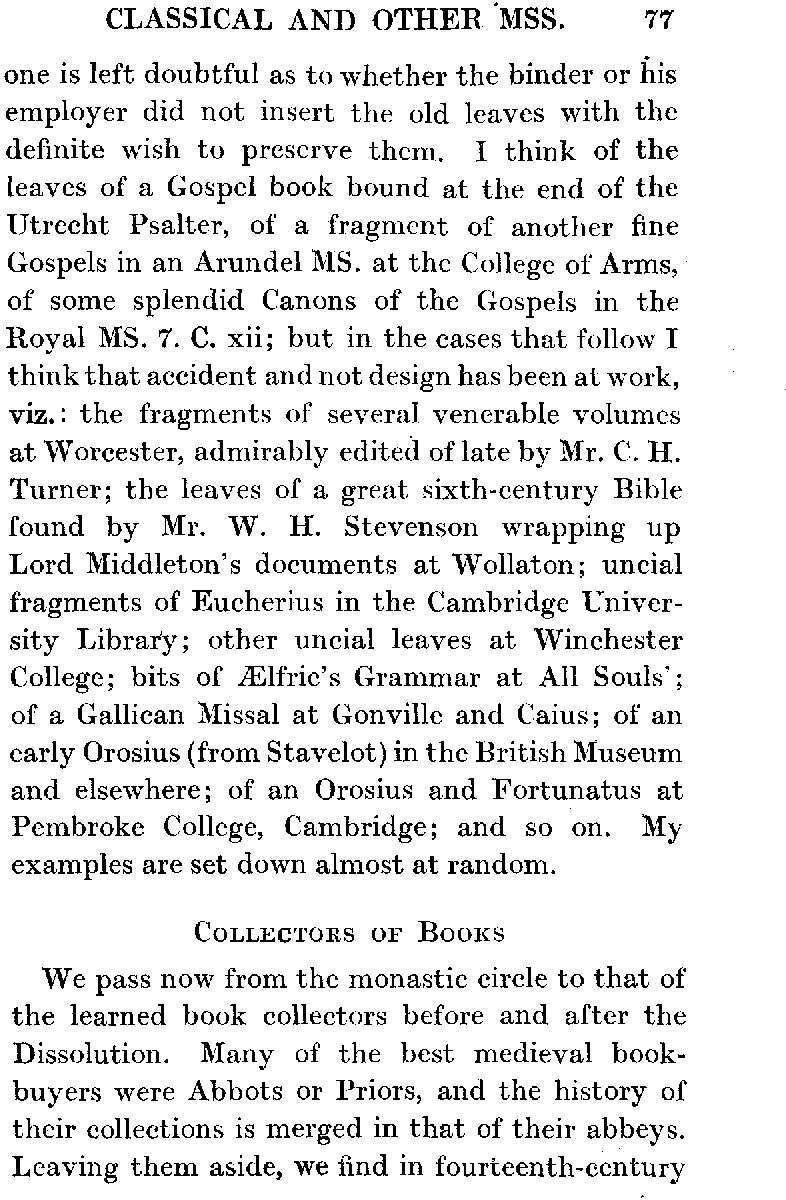 CLASSICAL AND OTHER MSS. 77
one is left doubtful as to whether the binder or his
employer did not insert the old leaves with the
definite wish to preserve them. I think of the
leaves of a Gospel book bound at the end of the
Utrecht Psalter, of a fragment of another fine
Gospels in an Arundel MS. at the College of Arms,
of some splendid Canons of the Gospels in the
Royal MS. 7. C. xii; but in the cases that follow I
think that accident and not design has been at work,
viz.: the fragments of several venerable volumes
at Worcester, admirably edited of late by Mr. C. H.
Turner; the leaves of a great sixth-century Bible
found by Mr. W. H. Stevenson wrapping up
Lord Middleton's documents at Wollaton; uncial
fragments of Eucherius in the Cambridge Univer-
sity Library; other uncial leaves at Winchester
College; bits of Ælfric's Grammar at All Souls';
of a Gallican Missal at Gonville and Caius; of an
early Orosius (from Stavelot) in the British Museum
and elsewhere; of an Orosius and Fortunatus at
Pembroke College, Cambridge; and so on. My
examples are set down almost at random.
COLLECTORS OF BOOKS
We pass now from the monastic circle to that of
the learned book collectors before and after the
Dissolution. Many of the best medieval book-
buyers were Abbots or Priors, and the history of
their collections is merged in that of their abbeys.
Leaving them aside, we find in fourteenth-century